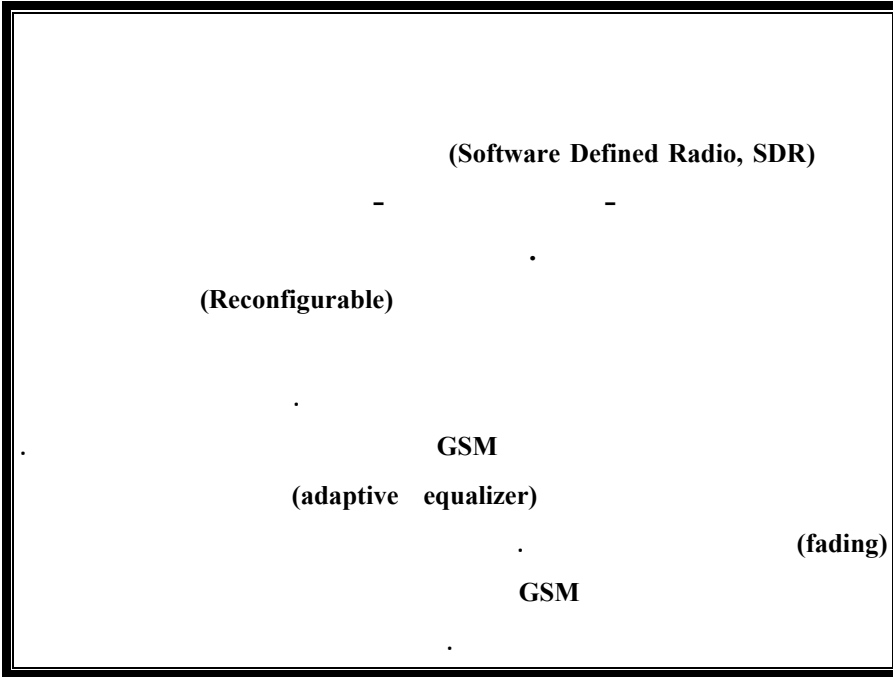 (Software Defined Radio, SDR)
- -
.
(Reconfigurable)
.
GSM .
(adaptive equalizer)
(fading) .
GSM
.